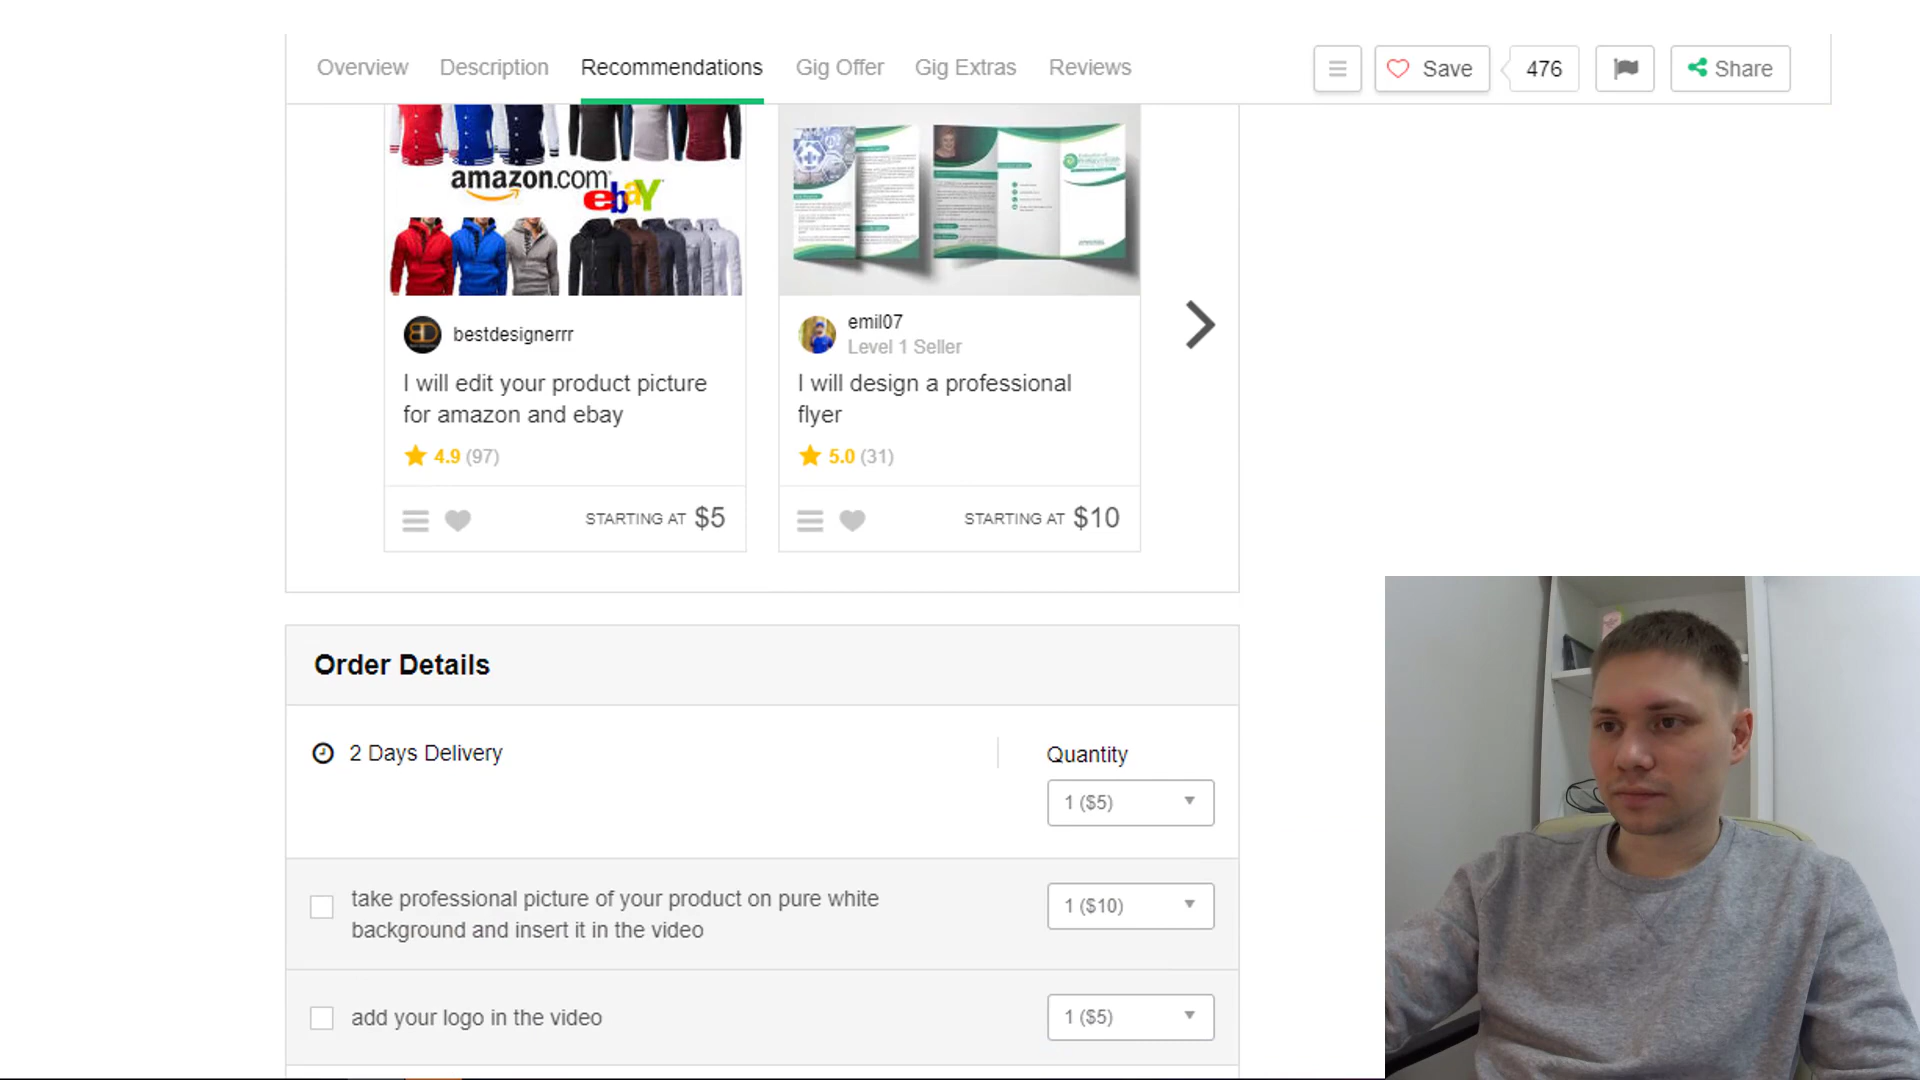 Overview Description Recommendations Gig Offer Gig Extras Reviews Save 476 Share
amazon.com
ebay
bestdesignerrr
emil07
Level 1 Seller
I will edit your product picture
for amazon and ebay
I will design a professional
flyer
4.9 (97)
5.0 (31)
STARTING AT $5
STARTING AT $10
Order Details
2 Days Delivery
Quantity
1 ($5)
take professional picture of your product on pure white
background and insert it in the video
1 ($10)
add your logo in the video
1 ($5)